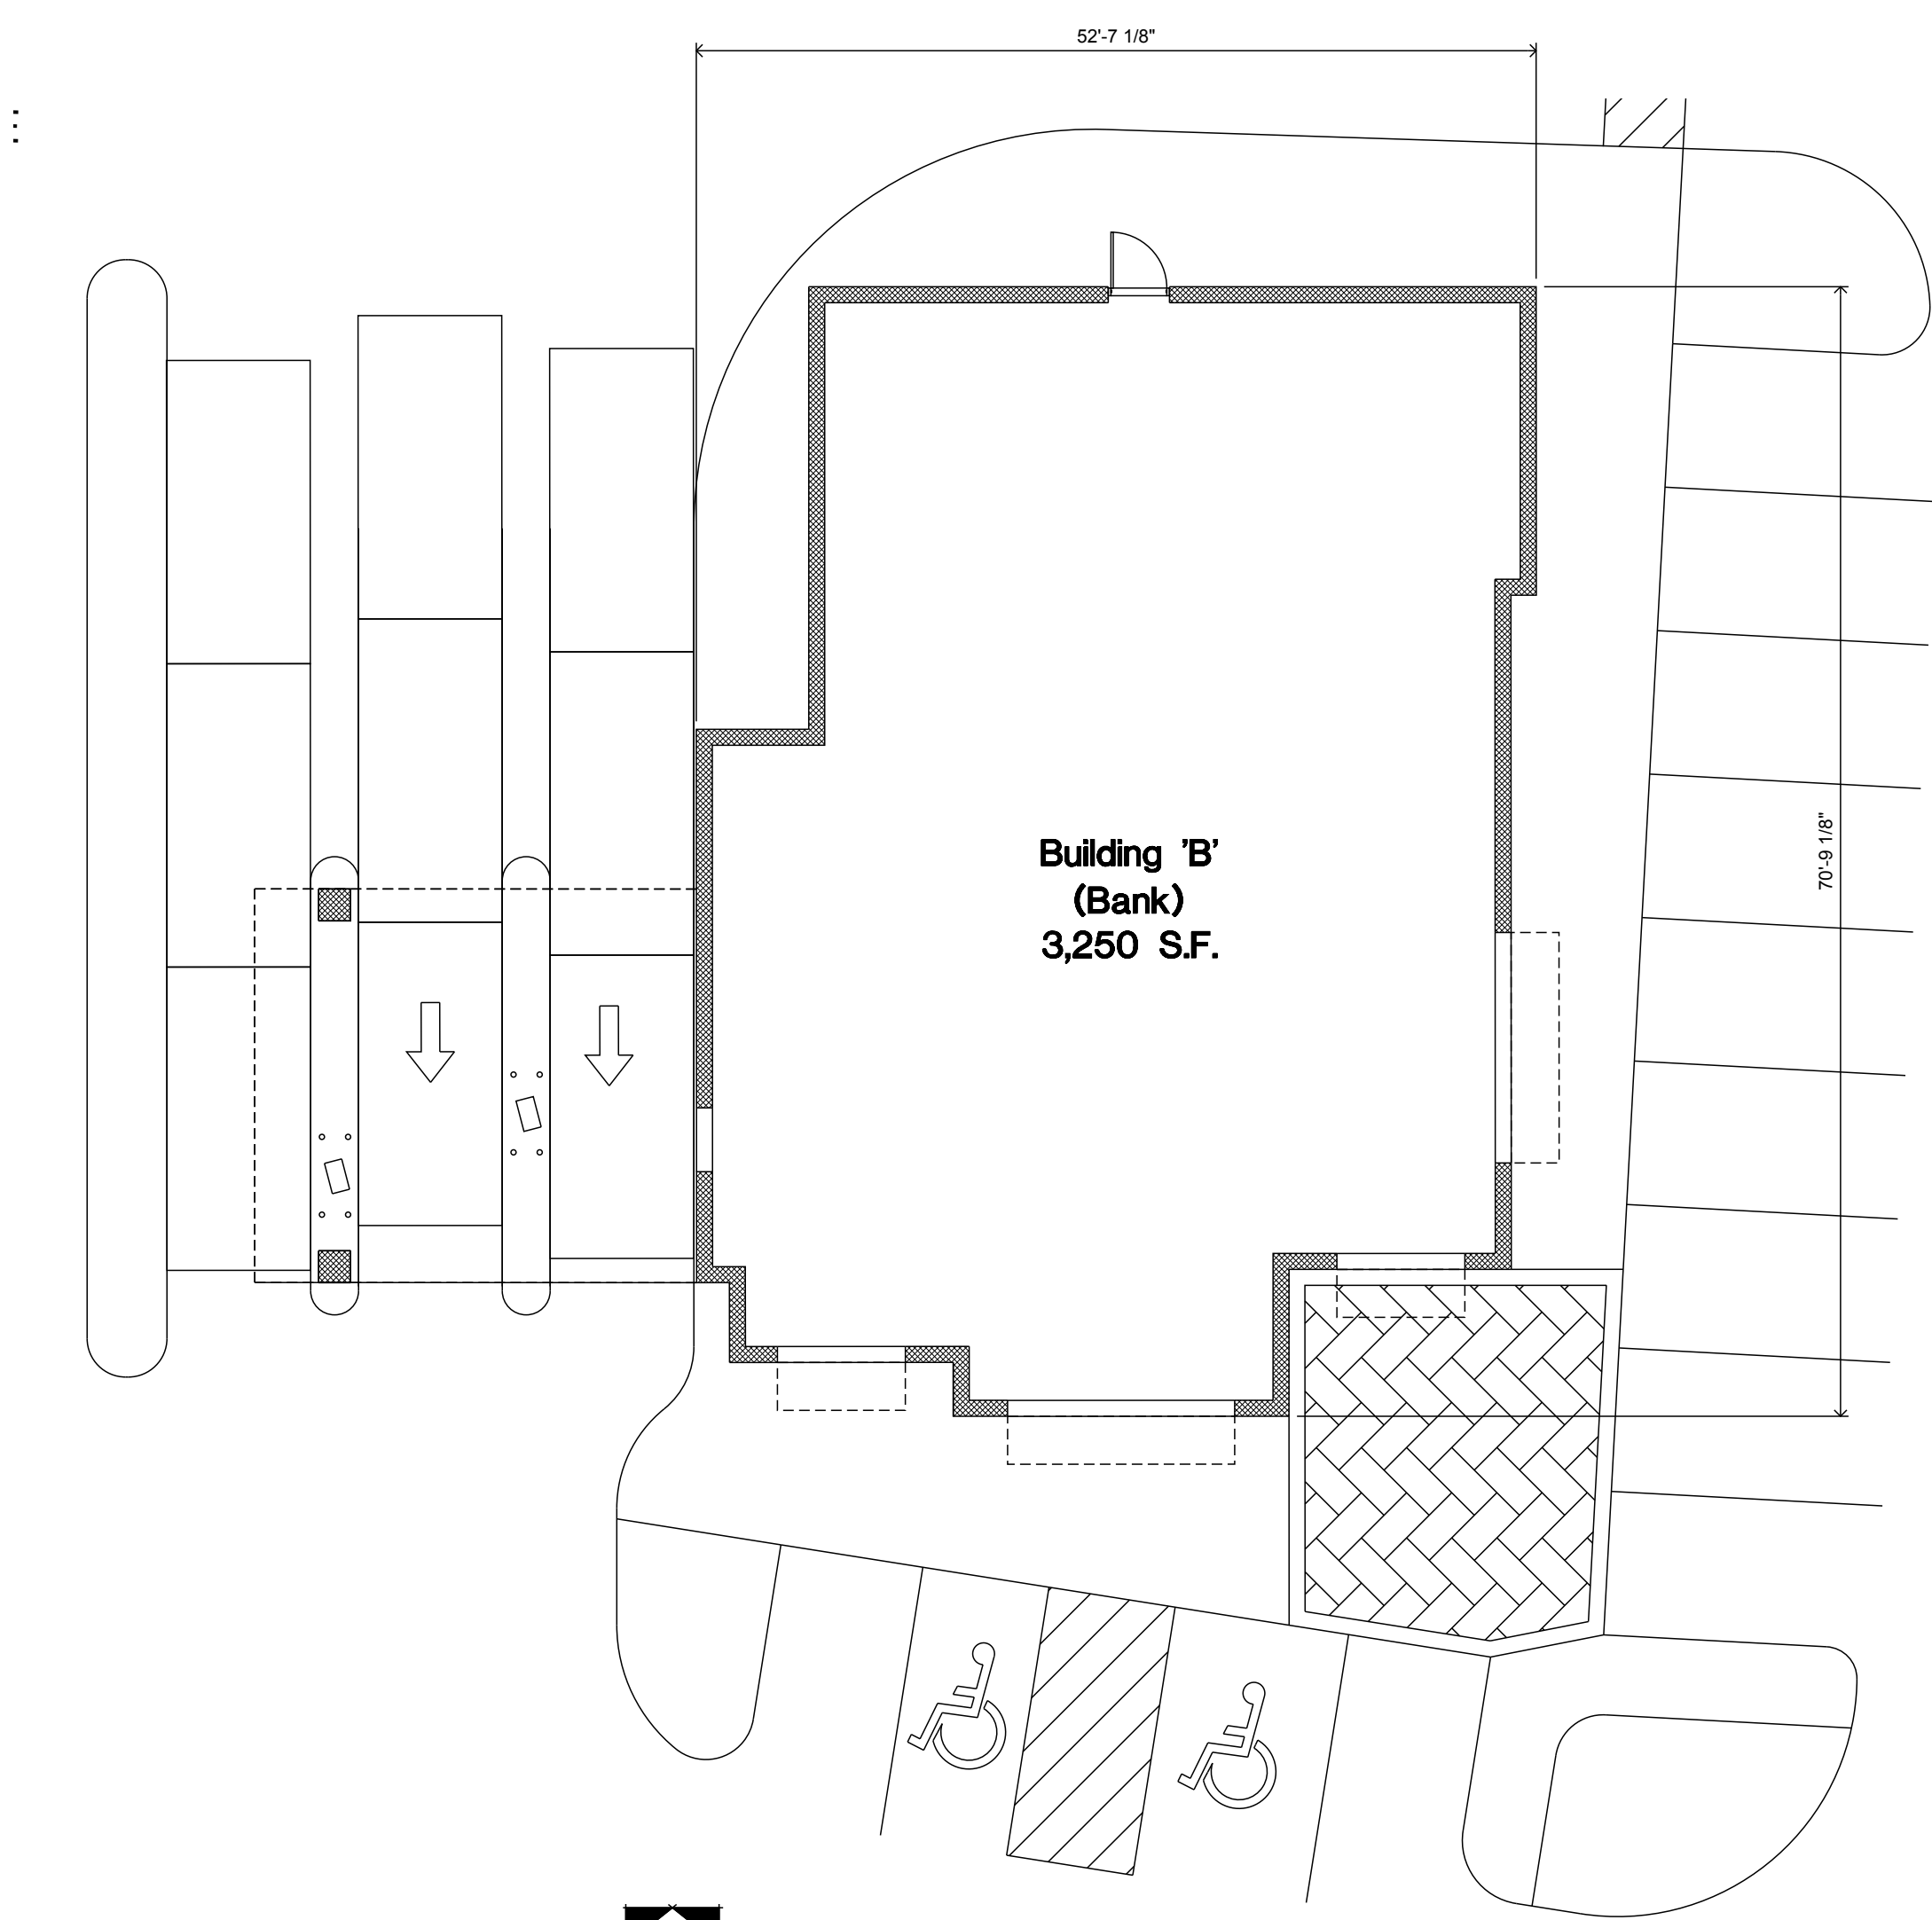 52'-7 1/8"
Building 'B'
(Bank)
3,250 S.F.
70'-9 1/8"